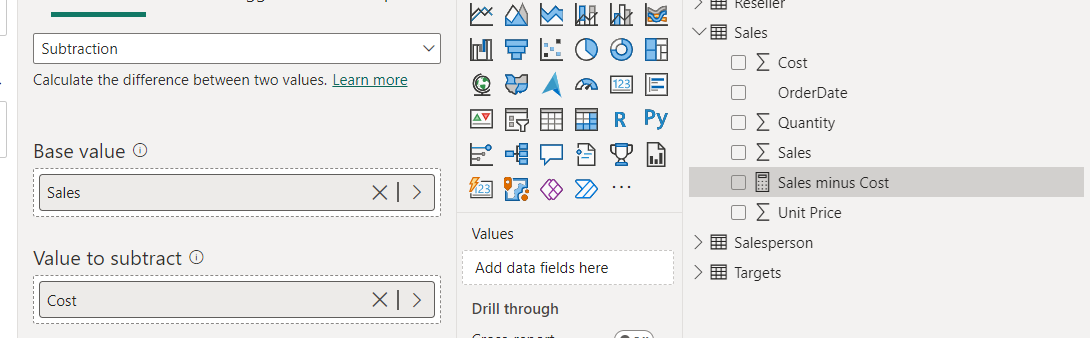 Subtraction
Calculate the difference between two values. Learn more
Base value
Sales
Value to subtract
Cost
123
R
Py
123
...
Values
Add data fields here
Drill through
Reseller
Sales
Cost
OrderDate
Quantity
Sales
Sales minus Cost
Unit Price
Salesperson
Targets